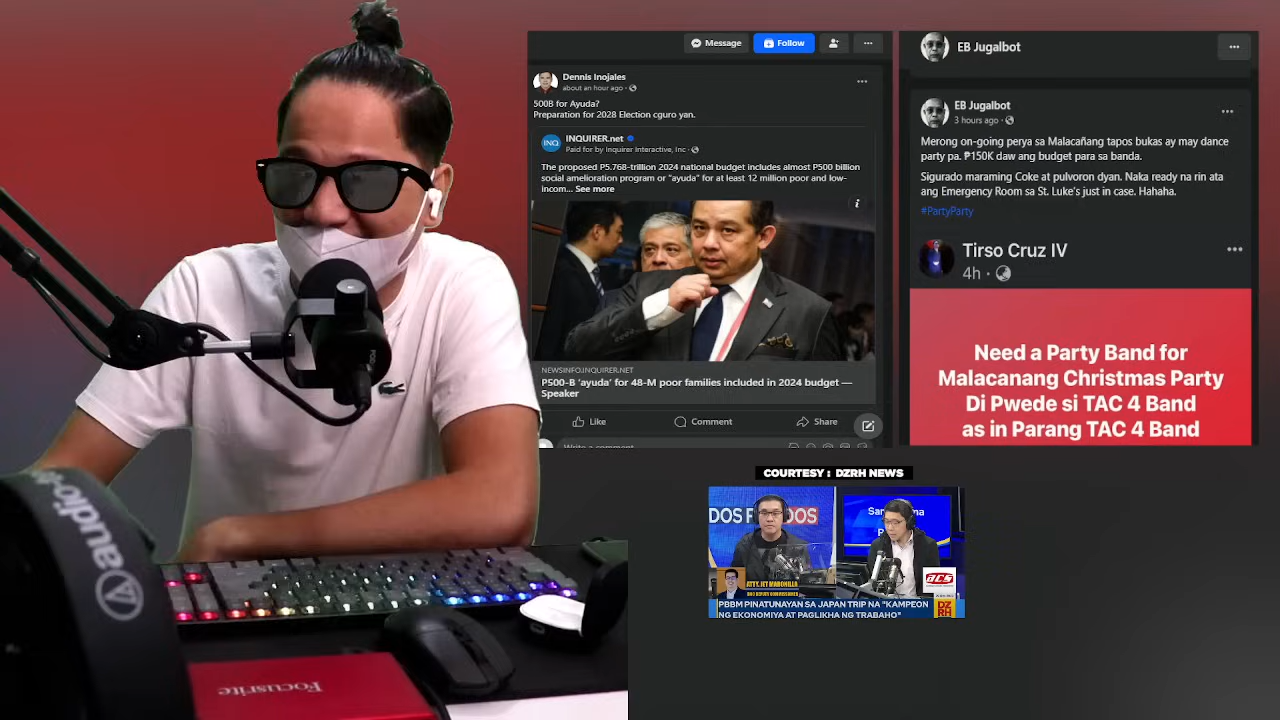 Message
Follow
Dennis Inojales
about an hour ago
500B for Ayuda?
Preparation for 2028 Election cguro yan.
INQUIRER.net
Paid for by Inquirer Interactive, Inc
The proposed P5.768-trillion 2024 national budget includes almost P500 billion
social amelioration program or "ayuda" for at least 12 million poor and low-
incom... See more
NEWSINFO.INQUIRER.NET
P500-B 'ayuda' for 48-M poor families included in 2024 budget —
Speaker
Like
Comment
Share
Write a comment
EB Jugalbot
EB Jugalbot
3 hours ago
Merong on-going perya sa Malacañang tapos bukas ay may dance
party pa. ₱150K daw ang budget para sa banda.
Sigurado maraming Coke at pulvoron dyan. Naka ready na rin ata
ang Emergency Room sa St. Luke's just in case. Hahaha.
#PartyParty
Tirso Cruz IV
4h
Need a Party Band for
Malacanang Christmas Party
Di Pwede si TAC 4 Band
as in Parang TAC 4 Band
COURTESY : DZRH NEWS
DOS
DOS
acs
PBBM PINATUNAYAN SA JAPAN TRIP NA "KAMPEON
NG EKONOMIYA AT PAGLIKHA NG TRABAHO"
DZ
RH
audio-te
Focusrite